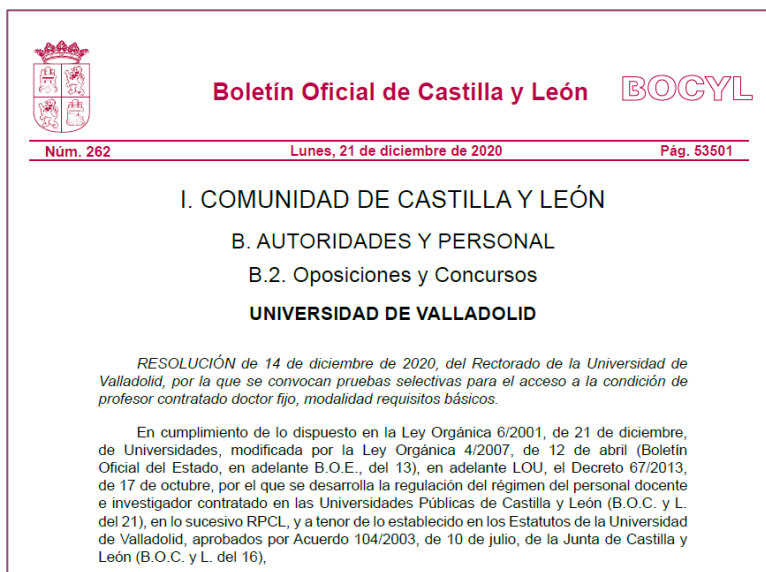 Boletín Oficial de Castilla y León
BOCYL
Núm. 262
Lunes, 21 de diciembre de 2020
Pág. 53501
I. COMUNIDAD DE CASTILLA Y LEÓN
B. AUTORIDADES Y PERSONAL
B.2. Oposiciones y Concursos
UNIVERSIDAD DE VALLADOLID
RESOLUCIÓN de 14 de diciembre de 2020, del Rectorado de la Universidad de
Valladolid, por la que se convocan pruebas selectivas para el acceso a la condición de
profesor contratado doctor fijo, modalidad requisitos básicos.
En cumplimiento de lo dispuesto en la Ley Orgánica 6/2001, de 21 de diciembre,
de Universidades, modificada por la Ley Orgánica 4/2007, de 12 de abril (Boletín
Oficial del Estado, en adelante B.O.E., del 13), en adelante LOU, el Decreto 67/2013,
de 17 de octubre, por el que se desarrolla la regulación del régimen del personal docente
e investigador contratado en las Universidades Públicas de Castilla y León (B.O.C. y L.
del 21), en lo sucesivo RPCL, y a tenor de lo establecido en los Estatutos de la Universidad
de Valladolid, aprobados por Acuerdo 104/2003, de 10 de julio, de la Junta de Castilla y
León (B.O.C. y L. del 16),